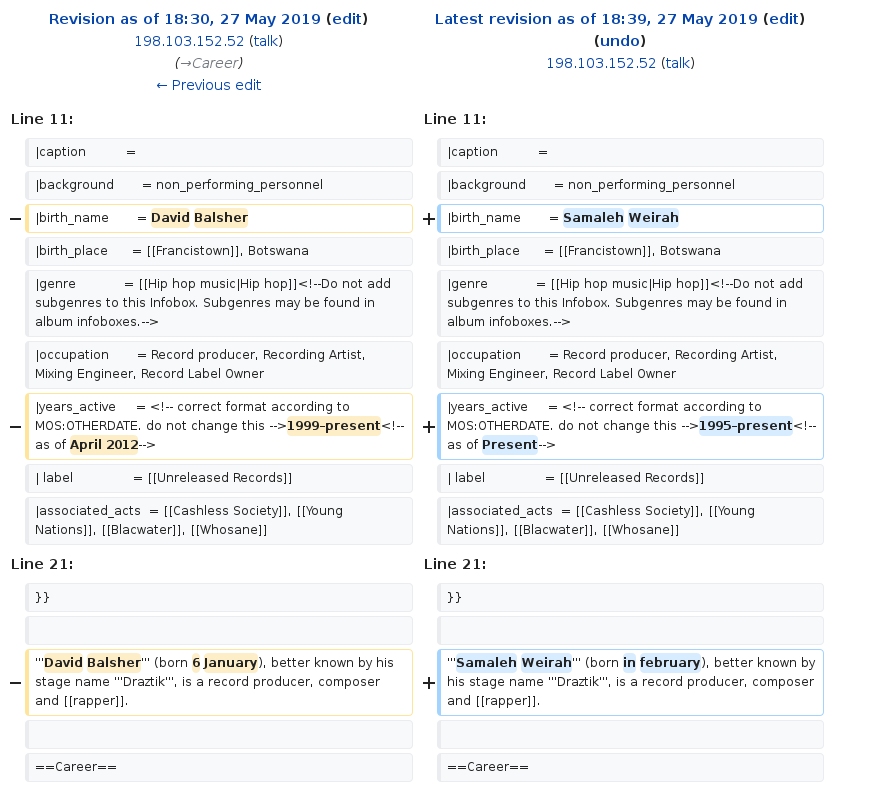 Revision as of 18:30, 27 May 2019 (edit)
198.103.152.52 (talk)
(→Career)
← Previous edit
Latest revision as of 18:39, 27 May 2019 (edit)
(undo)
198.103.152.52 (talk)
Line 11:
Line 11:
|caption =
|caption =
|background = non_performing_personnel
|background = non_performing_personnel
− |birth_name = David Balsher
+ |birth_name = Samaleh Weirah
|birth_place = [[Francistown]], Botswana
|birth_place = [[Francistown]], Botswana
|genre = [[Hip hop music|Hip hop]]<!--Do not add
subgenres to this Infobox. Subgenres may be found in
album infoboxes.-->
|genre = [[Hip hop music|Hip hop]]<!--Do not add
subgenres to this Infobox. Subgenres may be found in
album infoboxes.-->
|occupation = Record producer, Recording Artist,
Mixing Engineer, Record Label Owner
|occupation = Record producer, Recording Artist,
Mixing Engineer, Record Label Owner
|years_active = <!-- correct format according to
− MOS:OTHERDATE. do not change this -->1999–present<!--
as of April 2012-->
|years_active = <!-- correct format according to
+ MOS:OTHERDATE. do not change this -->1995–present<!--
as of Present-->
| label = [[Unreleased Records]]
| label = [[Unreleased Records]]
|associated_acts = [[Cashless Society]], [[Young
Nations]], [[Blacwater]], [[Whosane]]
|associated_acts = [[Cashless Society]], [[Young
Nations]], [[Blacwater]], [[Whosane]]
Line 21:
Line 21:
}}
}}
'''David Balsher''' (born 6 January), better known by his
− stage name '''Draztik''', is a record producer, composer
and [[rapper]].
'''Samaleh Weirah''' (born in february), better known by
+ his stage name '''Draztik''', is a record producer, composer
and [[rapper]].
==Career==
==Career==